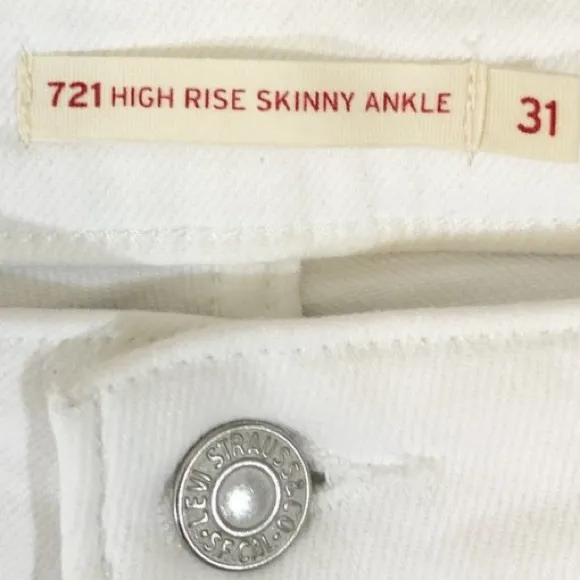 721 HIGH RISE SKINNY ANKLE
31
LEVI STRAUSS & CO
· S.F. CAL ·